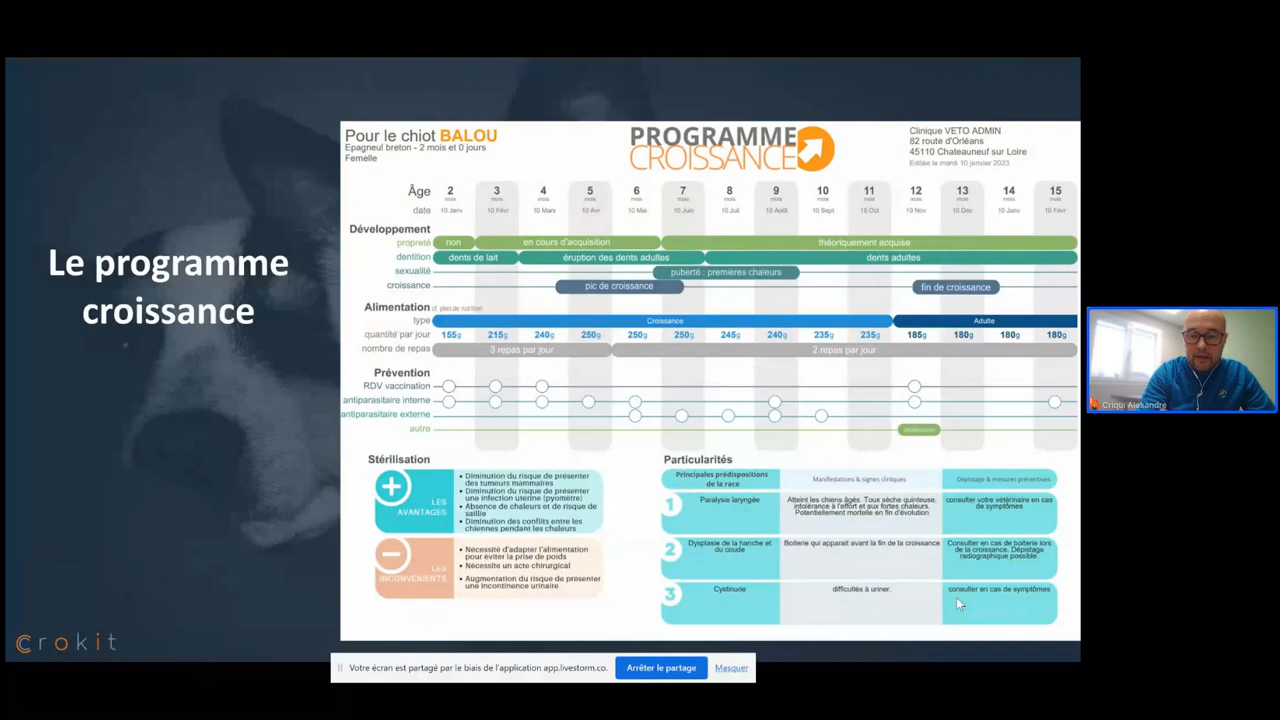 Le programme
croissance
Crokit
Pour le chiot BALOU
Epagneul breton - 2 mois et 0 jours
Femelle
PROGRAMME
CROISSANCE
Clinique VETO ADMIN
82 route d'Orléans
45110 Chateauneuf sur Loire
Editée le mardi 10 janvier 2023
Âge 2 3 4 5 6 7 8 9 10 11 12 13 14 15
mois mois mois mois mois mois mois mois mois mois mois mois mois mois
date 10 Janv 10 Févr 10 Mars 10 Avr 10 Mai 10 Juin 10 Juil 10 Août 10 Sept 10 Oct 10 Nov 10 Déc 10 Janv 10 Févr
Développement
propreté non en cours d'acquisition théoriquement acquise
dentition dents de lait éruption des dents adultes dents adultes
sexualité puberté : premieres chaleurs
croissance pic de croissance fin de croissance
Alimentation cf. plan de nutrition
type Croissance Adulte
quantité par jour 155g 215g 240g 250g 250g 250g 245g 240g 235g 235g 185g 180g 180g 180g
nombre de repas 3 repas par jour 2 repas par jour
Prévention
RDV vaccination
antiparasitaire interne
antiparasitaire externe
autre
Stérilisation
LES
AVANTAGES
• Diminution du risque de présenter
des tumeurs mammaires
• Diminution du risque de présenter
une infection utérine (pyomètre)
• Absence de chaleurs et de risque de
saillie
• Diminution des conflits entre les
chiennes pendant les chaleurs
LES
INCONVENIENTS
• Nécessité d'adapter l'alimentation
pour éviter la prise de poids
• Nécessite un acte chirurgical
• Augmentation du risque de présenter
une incontinence urinaire
Particularités
Principales prédispositions
de la race
Manifestations & signes cliniques
Dépistage & mesures préventives
1
Paralysie laryngée
Atteint les chiens âgés. Toux sèche quinteuse,
intolérance à l'effort et aux fortes chaleurs.
Potentiellement mortelle en fin d'évolution
consulter votre vétérinaire en cas
de symptômes
2
Dysplasie de la hanche et
du coude
Boiterie qui apparait avant la fin de la croissance
Consulter en cas de boiterie lors
de la croissance. Dépistage
radiographique possible.
3
Cystinurie
difficultés à uriner.
consulter en cas de symptômes
Criqui Alexandre
Votre écran est partagé par le biais de l'application app.livestorm.co.
Arrêter le partage
Masquer